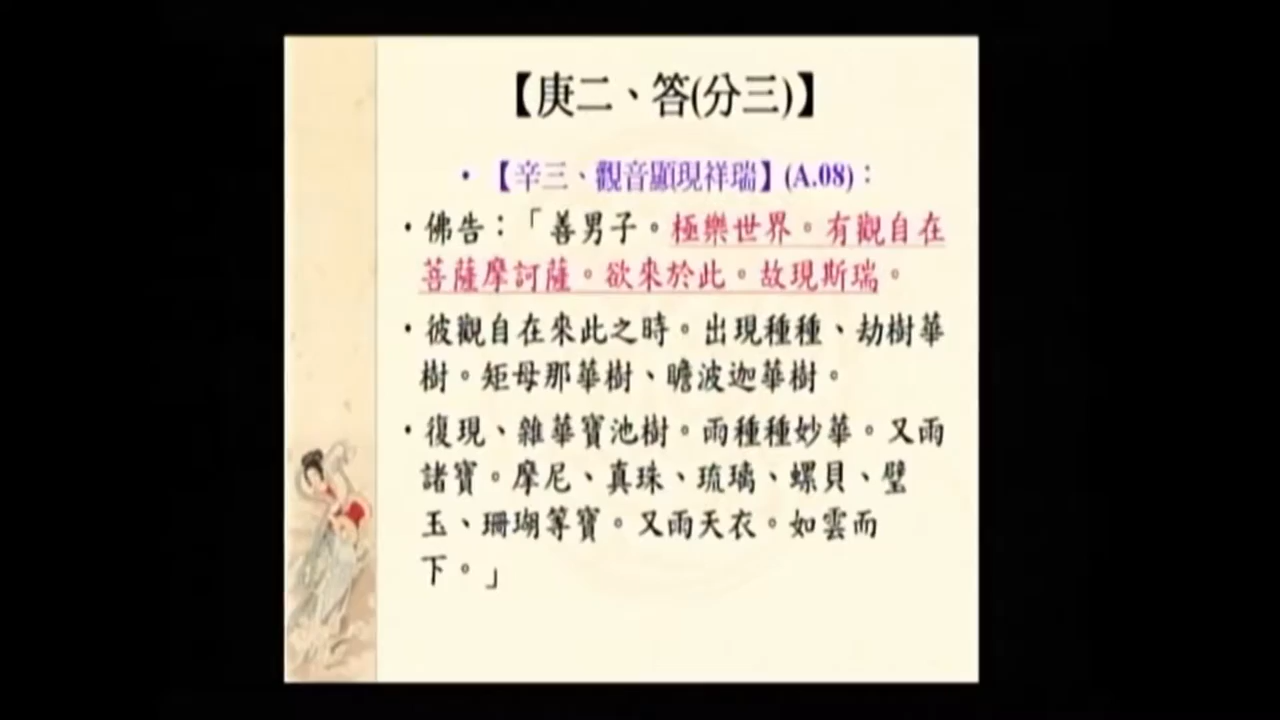 【庚二、答(分三)】
•【辛三、觀音顯現祥瑞】(A.08)：
•佛告：「善男子。極樂世界。有觀自在
菩薩摩訶薩。欲來於此。故現斯瑞。
•彼觀自在來此之時。出現種種、劫樹華
樹。矩母那華樹、瞻波迦華樹。
•復現、雜華寶池樹。雨種種妙華。又雨
諸寶。摩尼、真珠、琉璃、螺貝、璧
玉、珊瑚等寶。又雨天衣。如雲而
下。」